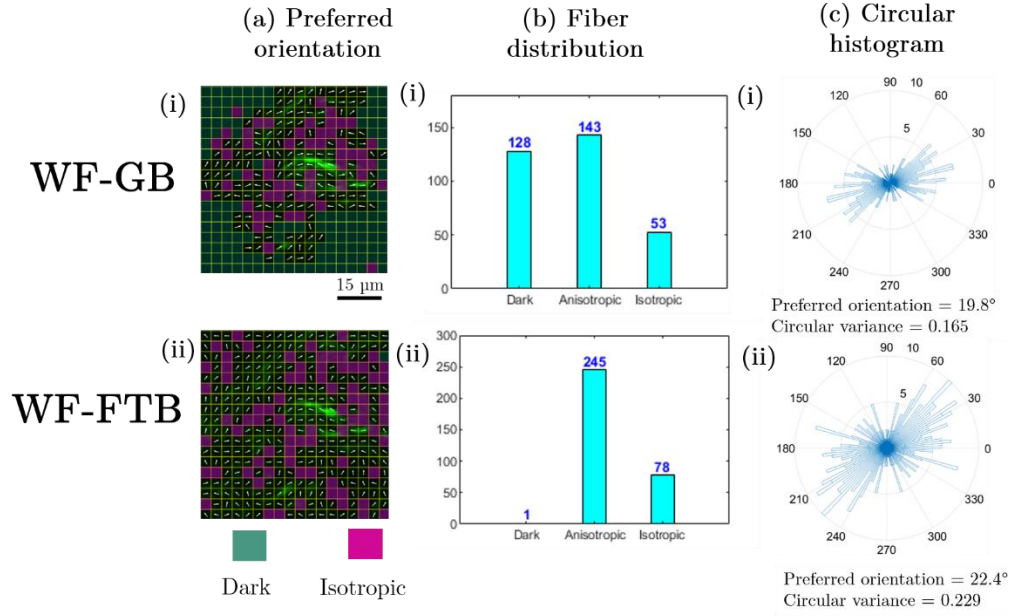 (a) Preferred
orientation
(b) Fiber
distribution
(c) Circular
histogram
WF-GB
(i)
15 µm
(i)
150
100
50
0
128
143
53
Dark
Anisotropic
Isotropic
(i)
90
10
60
120
5
150
30
180
0
210
330
240
300
270
Preferred orientation = 19.8°
Circular variance = 0.165
WF-FTB
(ii)
(ii)
300
250
200
150
100
50
0
1
245
78
Dark
Anisotropic
Isotropic
(ii)
90
10
60
120
5
150
30
180
0
210
330
240
300
270
Preferred orientation = 22.4°
Circular variance = 0.229
Dark
Isotropic